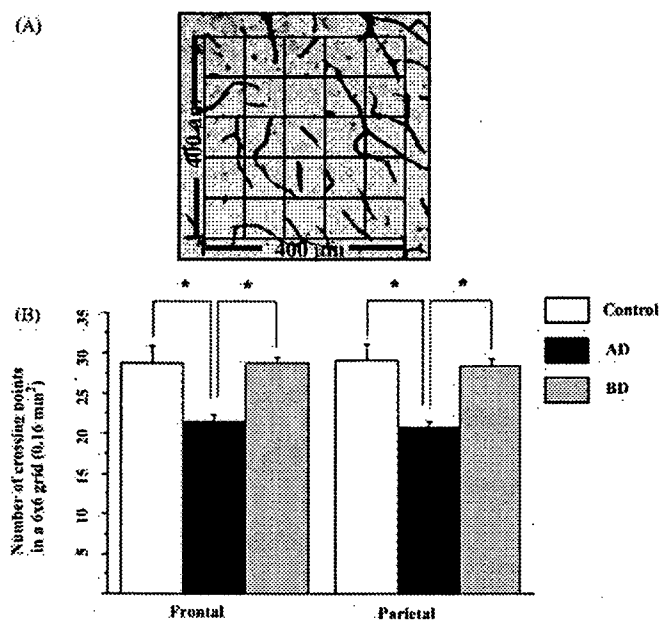 (A)
400 μm
400 μm
(B)
* * * *
Number of crossing points
in a 6x6 grid (0.16 mm²)
35
30
25
20
15
10
5
Control
AD
BD
Frontal Parietal